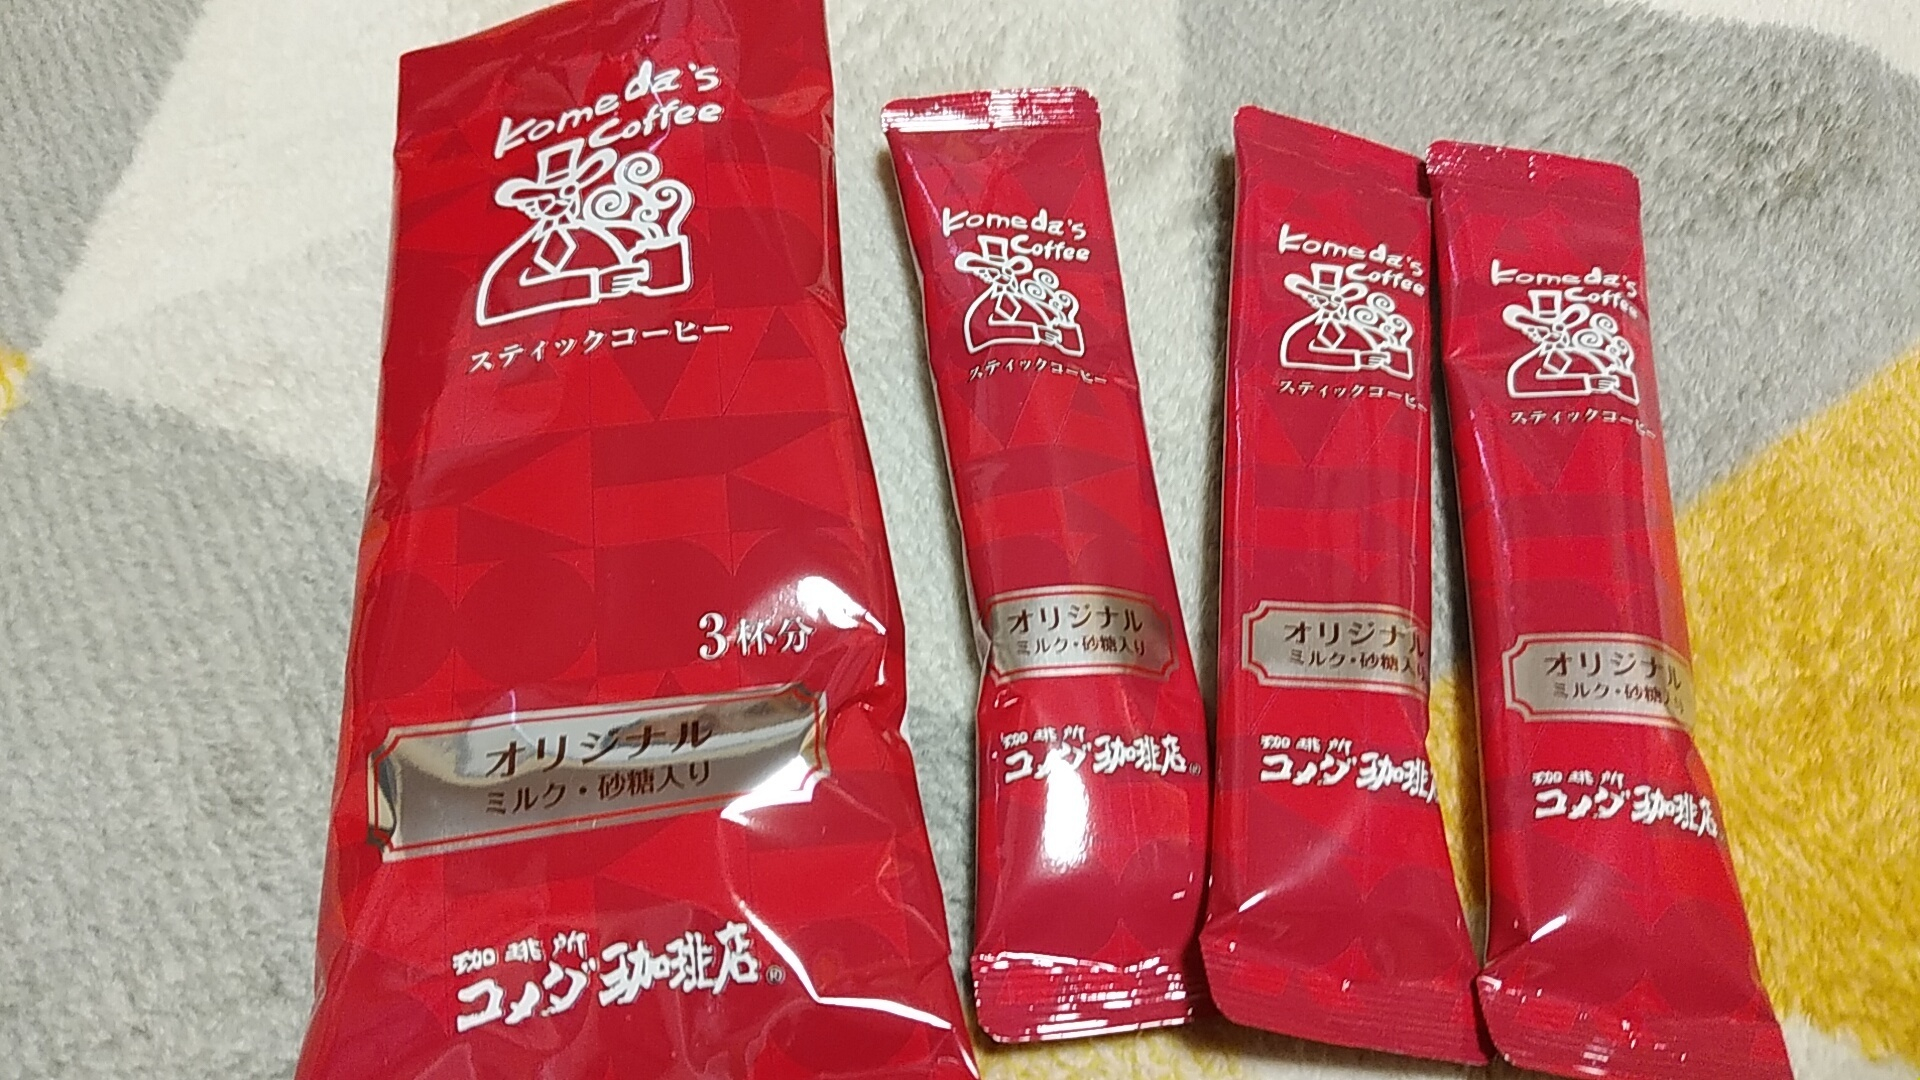 Komeda's
Coffee
スティックコーヒー
3杯分
オリジナル
ミルク・砂糖入り
珈琲所
コメダ珈琲店®
Komeda's
Coffee
スティックコーヒー
オリジナル
ミルク・砂糖入り
珈琲所
コメダ珈琲店®
Komeda's
Coffee
スティックコーヒー
オリジナル
ミルク・砂糖入り
珈琲所
コメダ珈琲
Komeda's
Coffee
スティックコーヒー
オリジナル
ミルク・砂糖入り
珈琲所
コメダ珈琲店